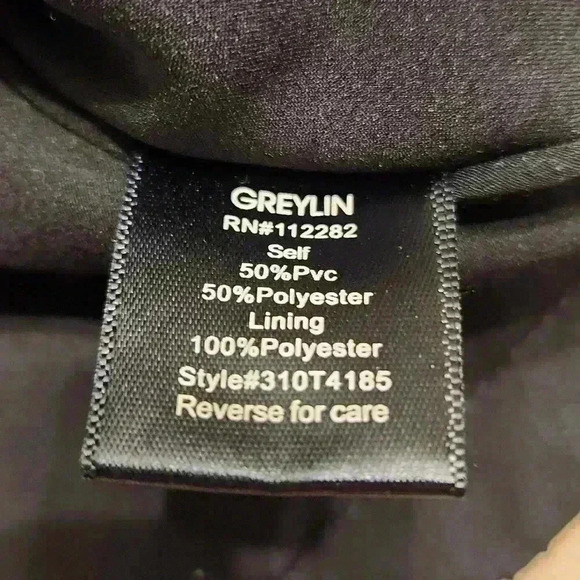 GREYLIN
RN#112282
Self
50%Pvc
50%Polyester
Lining
100%Polyester
Style#310T4185
Reverse for care